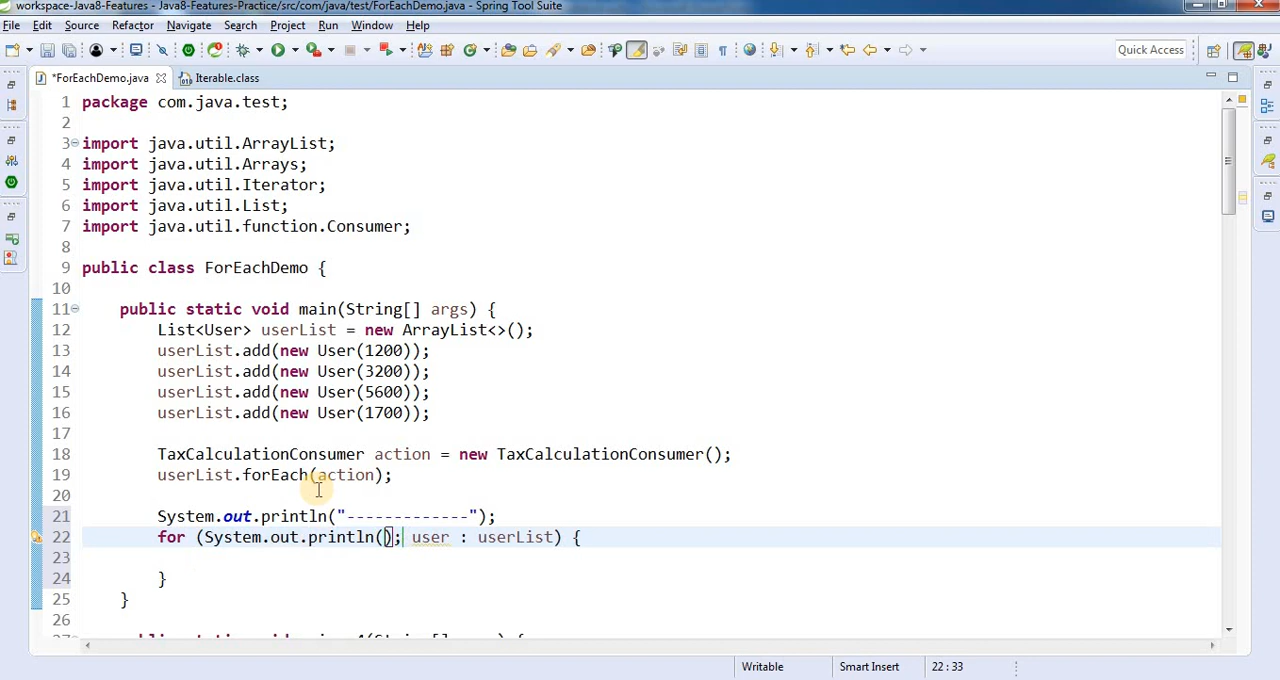 workspace-Java8-Features - Java8-Features-Practice/src/com/java/test/ForEachDemo.java - Spring Tool Suite
File Edit Source Refactor Navigate Search Project Run Window Help
Quick Access
*ForEachDemo.java Iterable.class
1 package com.java.test;
2
3 import java.util.ArrayList;
4 import java.util.Arrays;
5 import java.util.Iterator;
6 import java.util.List;
7 import java.util.function.Consumer;
8
9 public class ForEachDemo {
10
11 public static void main(String[] args) {
12 List<User> userList = new ArrayList<>();
13 userList.add(new User(1200));
14 userList.add(new User(3200));
15 userList.add(new User(5600));
16 userList.add(new User(1700));
17
18 TaxCalculationConsumer action = new TaxCalculationConsumer();
19 userList.forEach(action);
20
21 System.out.println("-------------");
22 for (System.out.println(); user : userList) {
23
24 }
25 }
26
Writable Smart Insert 22 : 33